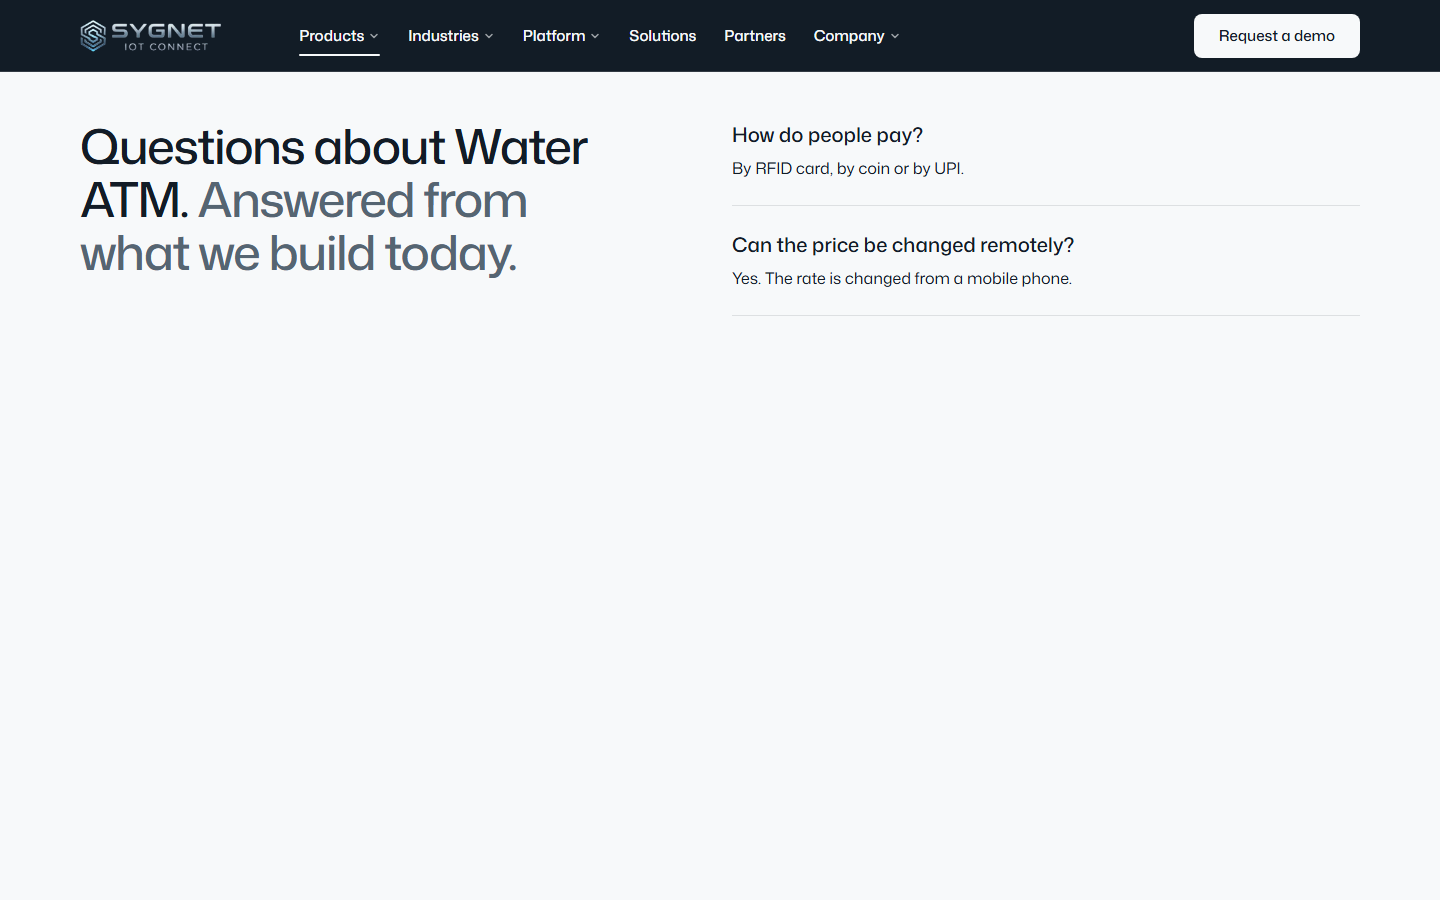 SYGNET
IOT CONNECT
Products
Industries
Platform
Solutions
Partners
Company
Request a demo
Questions about Water
ATM. Answered from
what we build today.
How do people pay?
By RFID card, by coin or by UPI.
Can the price be changed remotely?
Yes. The rate is changed from a mobile phone.